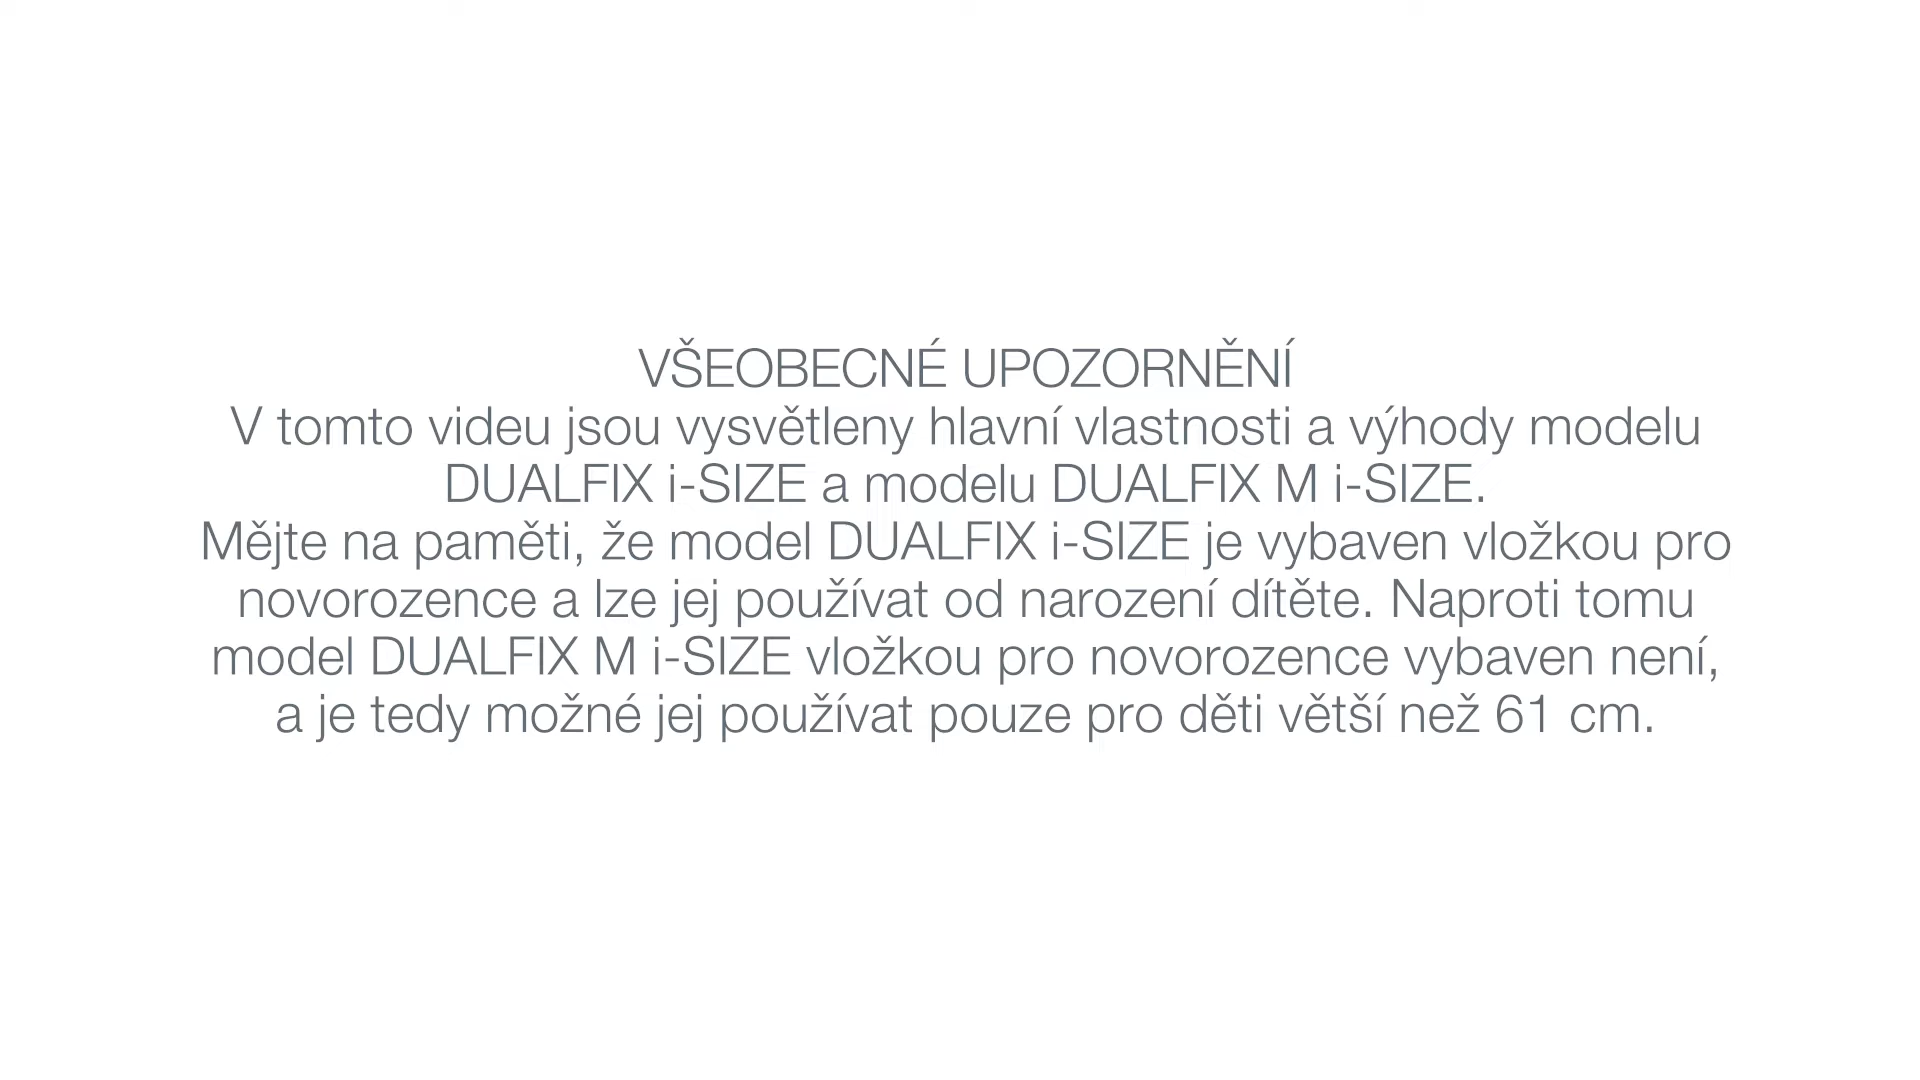 VŠEOBECNÉ UPOZORNĚNÍ
V tomto videu jsou vysvětleny hlavní vlastnosti a výhody modelu
DUALFIX i-SIZE a modelu DUALFIX M i-SIZE.
Mějte na paměti, že model DUALFIX i-SIZE je vybaven vložkou pro
novorozence a lze jej používat od narození dítěte. Naproti tomu
model DUALFIX M i-SIZE vložkou pro novorozence vybaven není,
a je tedy možné jej používat pouze pro děti větší než 61 cm.